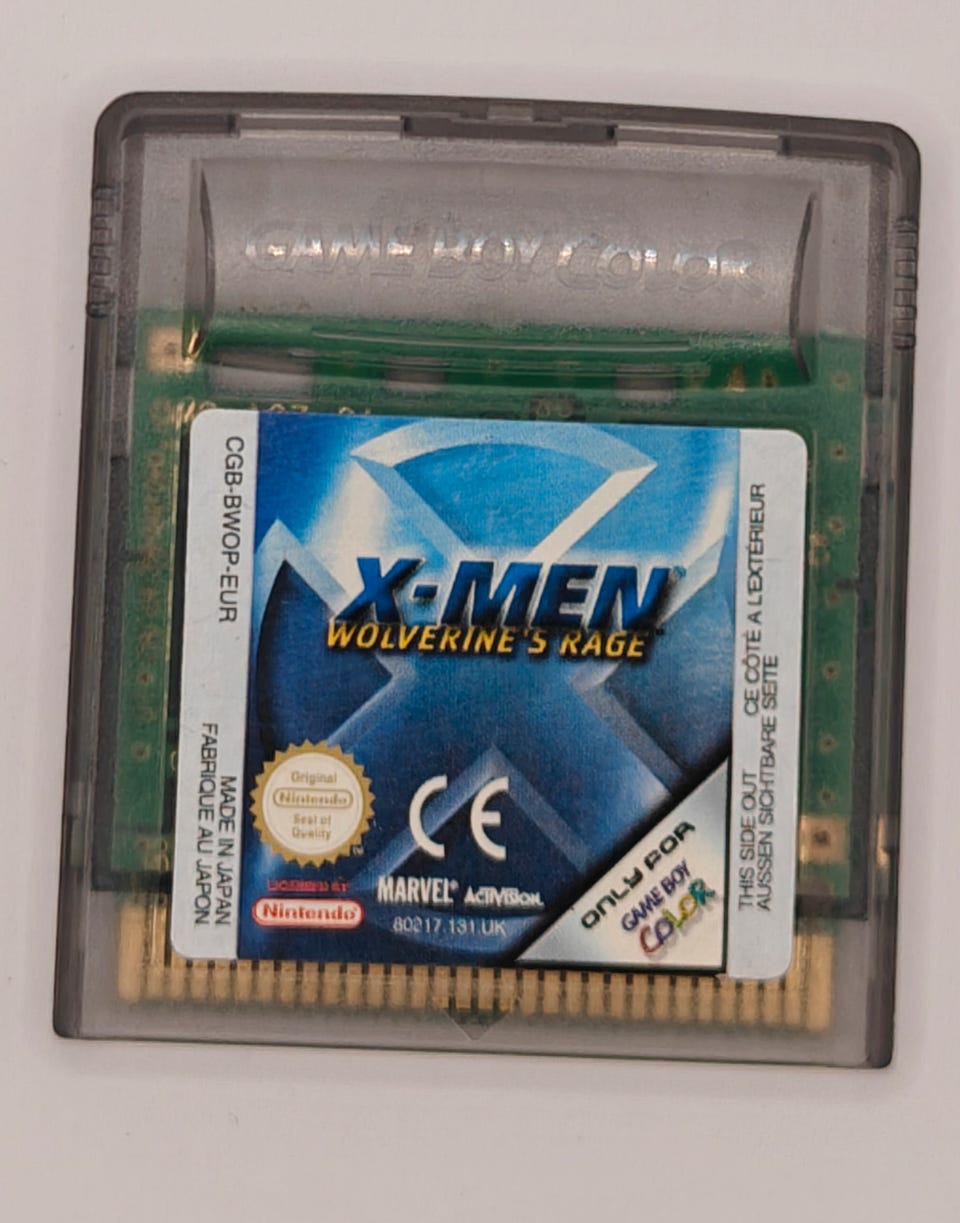 GAME BOY COLOR
CGB-BWOP-EUR
X-MEN
WOLVERINE'S RAGE™
Original
Nintendo
Seal of
Quality
CE
LICENSED BY
Nintendo
MARVEL®
ACTIVISION.
80217.131.UK
ONLY FOR
GAME BOY
COLOR
MADE IN JAPAN
FABRIQUE AU JAPON
THIS SIDE OUT
CE CÔTÉ A L'EXTÉRIEUR
AUSSEN SICHTBARE SEITE